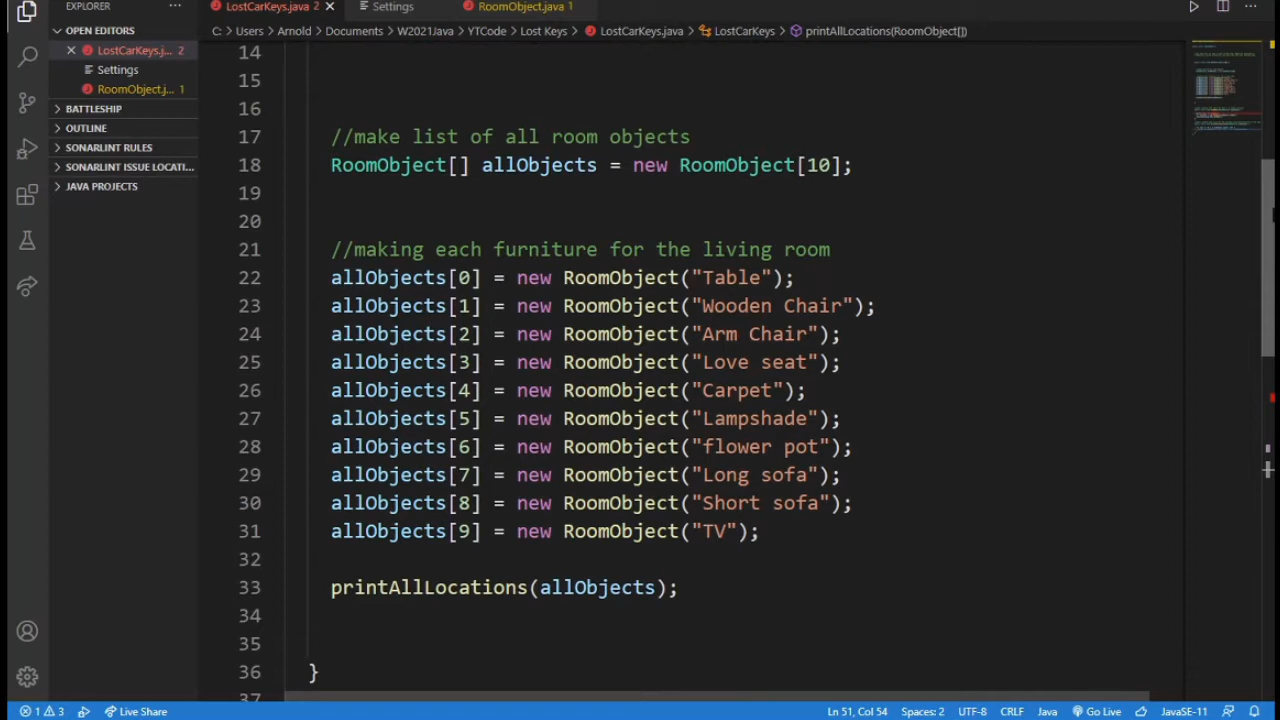 EXPLORER ···
LostCarKeys.java 2 ✕ Settings RoomObject.java 1 ···
C: > Users > Arnold > Documents > W2021Java > YTCode > Lost Keys > LostCarKeys.java > LostCarKeys > printAllLocations(RoomObject[])
OPEN EDITORS
✕ LostCarKeys.j... 2
Settings
RoomObject.j... 1
BATTLESHIP
OUTLINE
SONARLINT RULES
SONARLINT ISSUE LOCATI...
JAVA PROJECTS
14
15
16
17 //make list of all room objects
18 RoomObject[] allObjects = new RoomObject[10];
19
20
21 //making each furniture for the living room
22 allObjects[0] = new RoomObject("Table");
23 allObjects[1] = new RoomObject("Wooden Chair");
24 allObjects[2] = new RoomObject("Arm Chair");
25 allObjects[3] = new RoomObject("Love seat");
26 allObjects[4] = new RoomObject("Carpet");
27 allObjects[5] = new RoomObject("Lampshade");
28 allObjects[6] = new RoomObject("flower pot");
29 allObjects[7] = new RoomObject("Long sofa");
30 allObjects[8] = new RoomObject("Short sofa");
31 allObjects[9] = new RoomObject("TV");
32
33 printAllLocations(allObjects);
34
35
36 }
37
1 3 Live Share Ln 51, Col 54 Spaces: 2 UTF-8 CRLF Java Go Live JavaSE-11